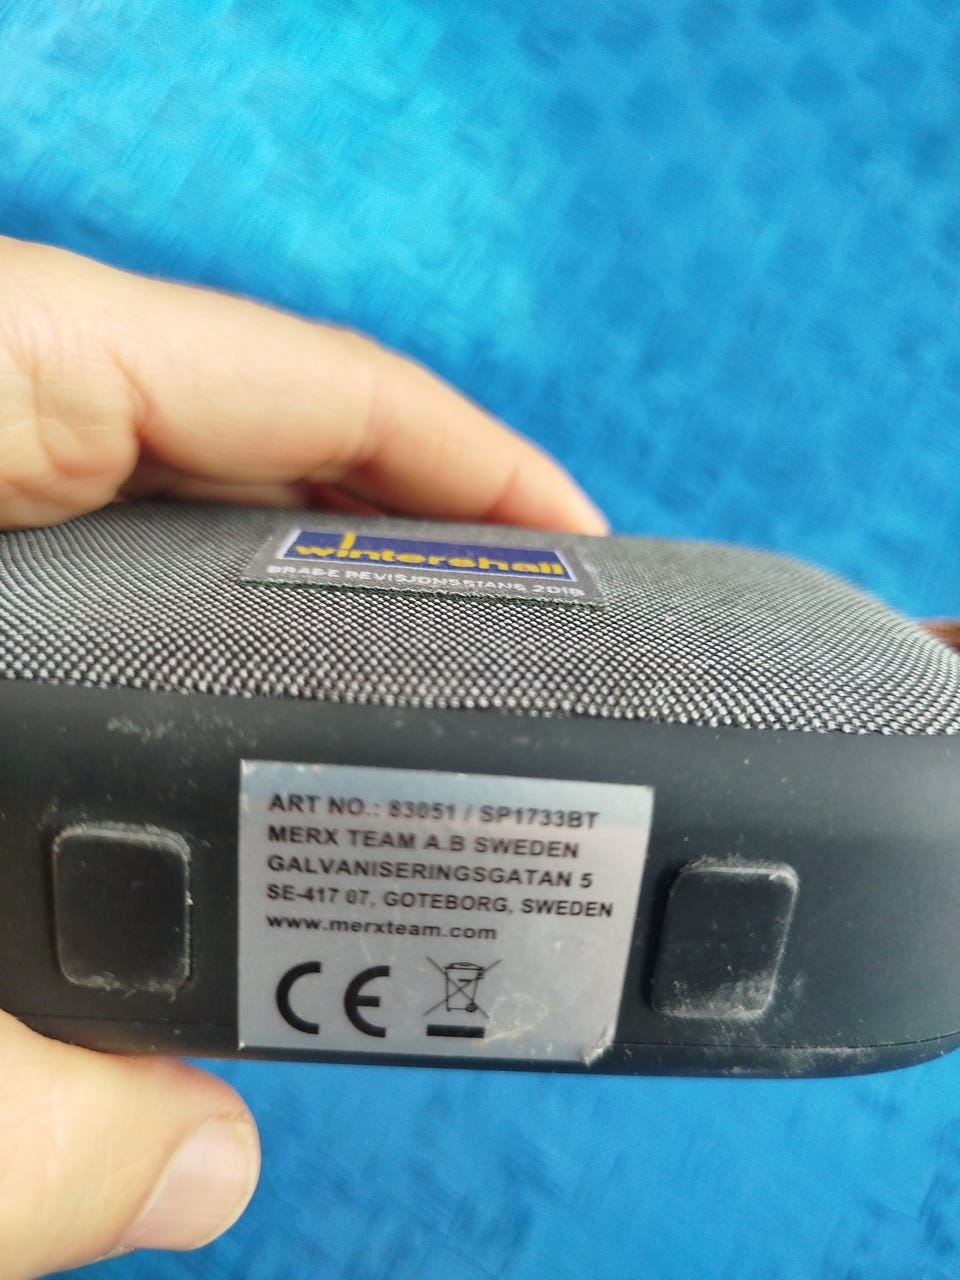 wintershall
BRAGE REVISJONSSTANS 2018
ART NO.: 83051 / SP1733BT
MERX TEAM A.B SWEDEN
GALVANISERINGSGATAN 5
SE-417 07, GOTEBORG, SWEDEN
www.merxteam.com
CE